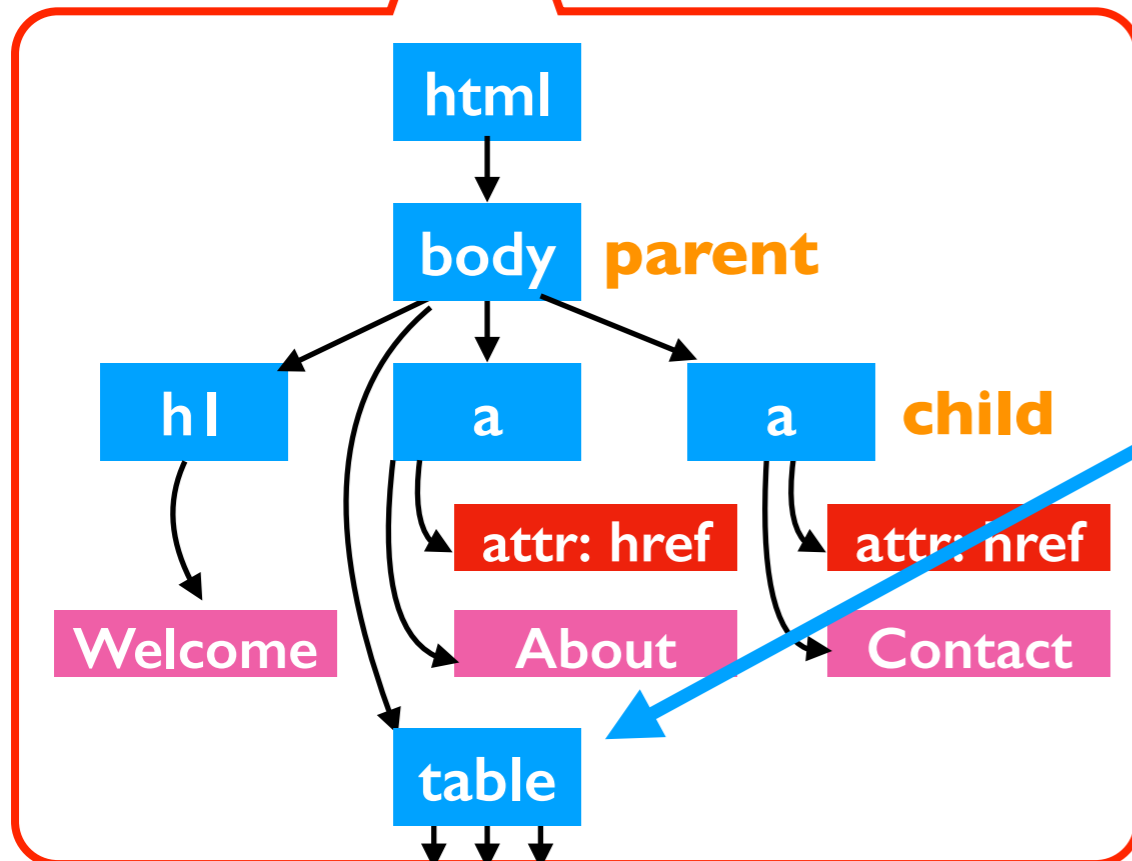 html
body
parent
h1
a
a
child
attr: href
attr: href
Welcome
About
Contact
table